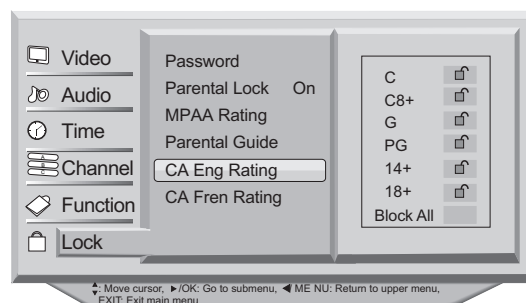 Video
Audio
Time
Channel
Function
Lock
Password
Parental Lock On
MPAA Rating
Parental Guide
CA Eng Rating
CA Fren Rating
C
C8+
G
PG
14+
18+
Block All
: Move cursor, ►/OK: Go to submenu, ◄/ ME NU: Return to upper menu,
EXIT: Exit main menu